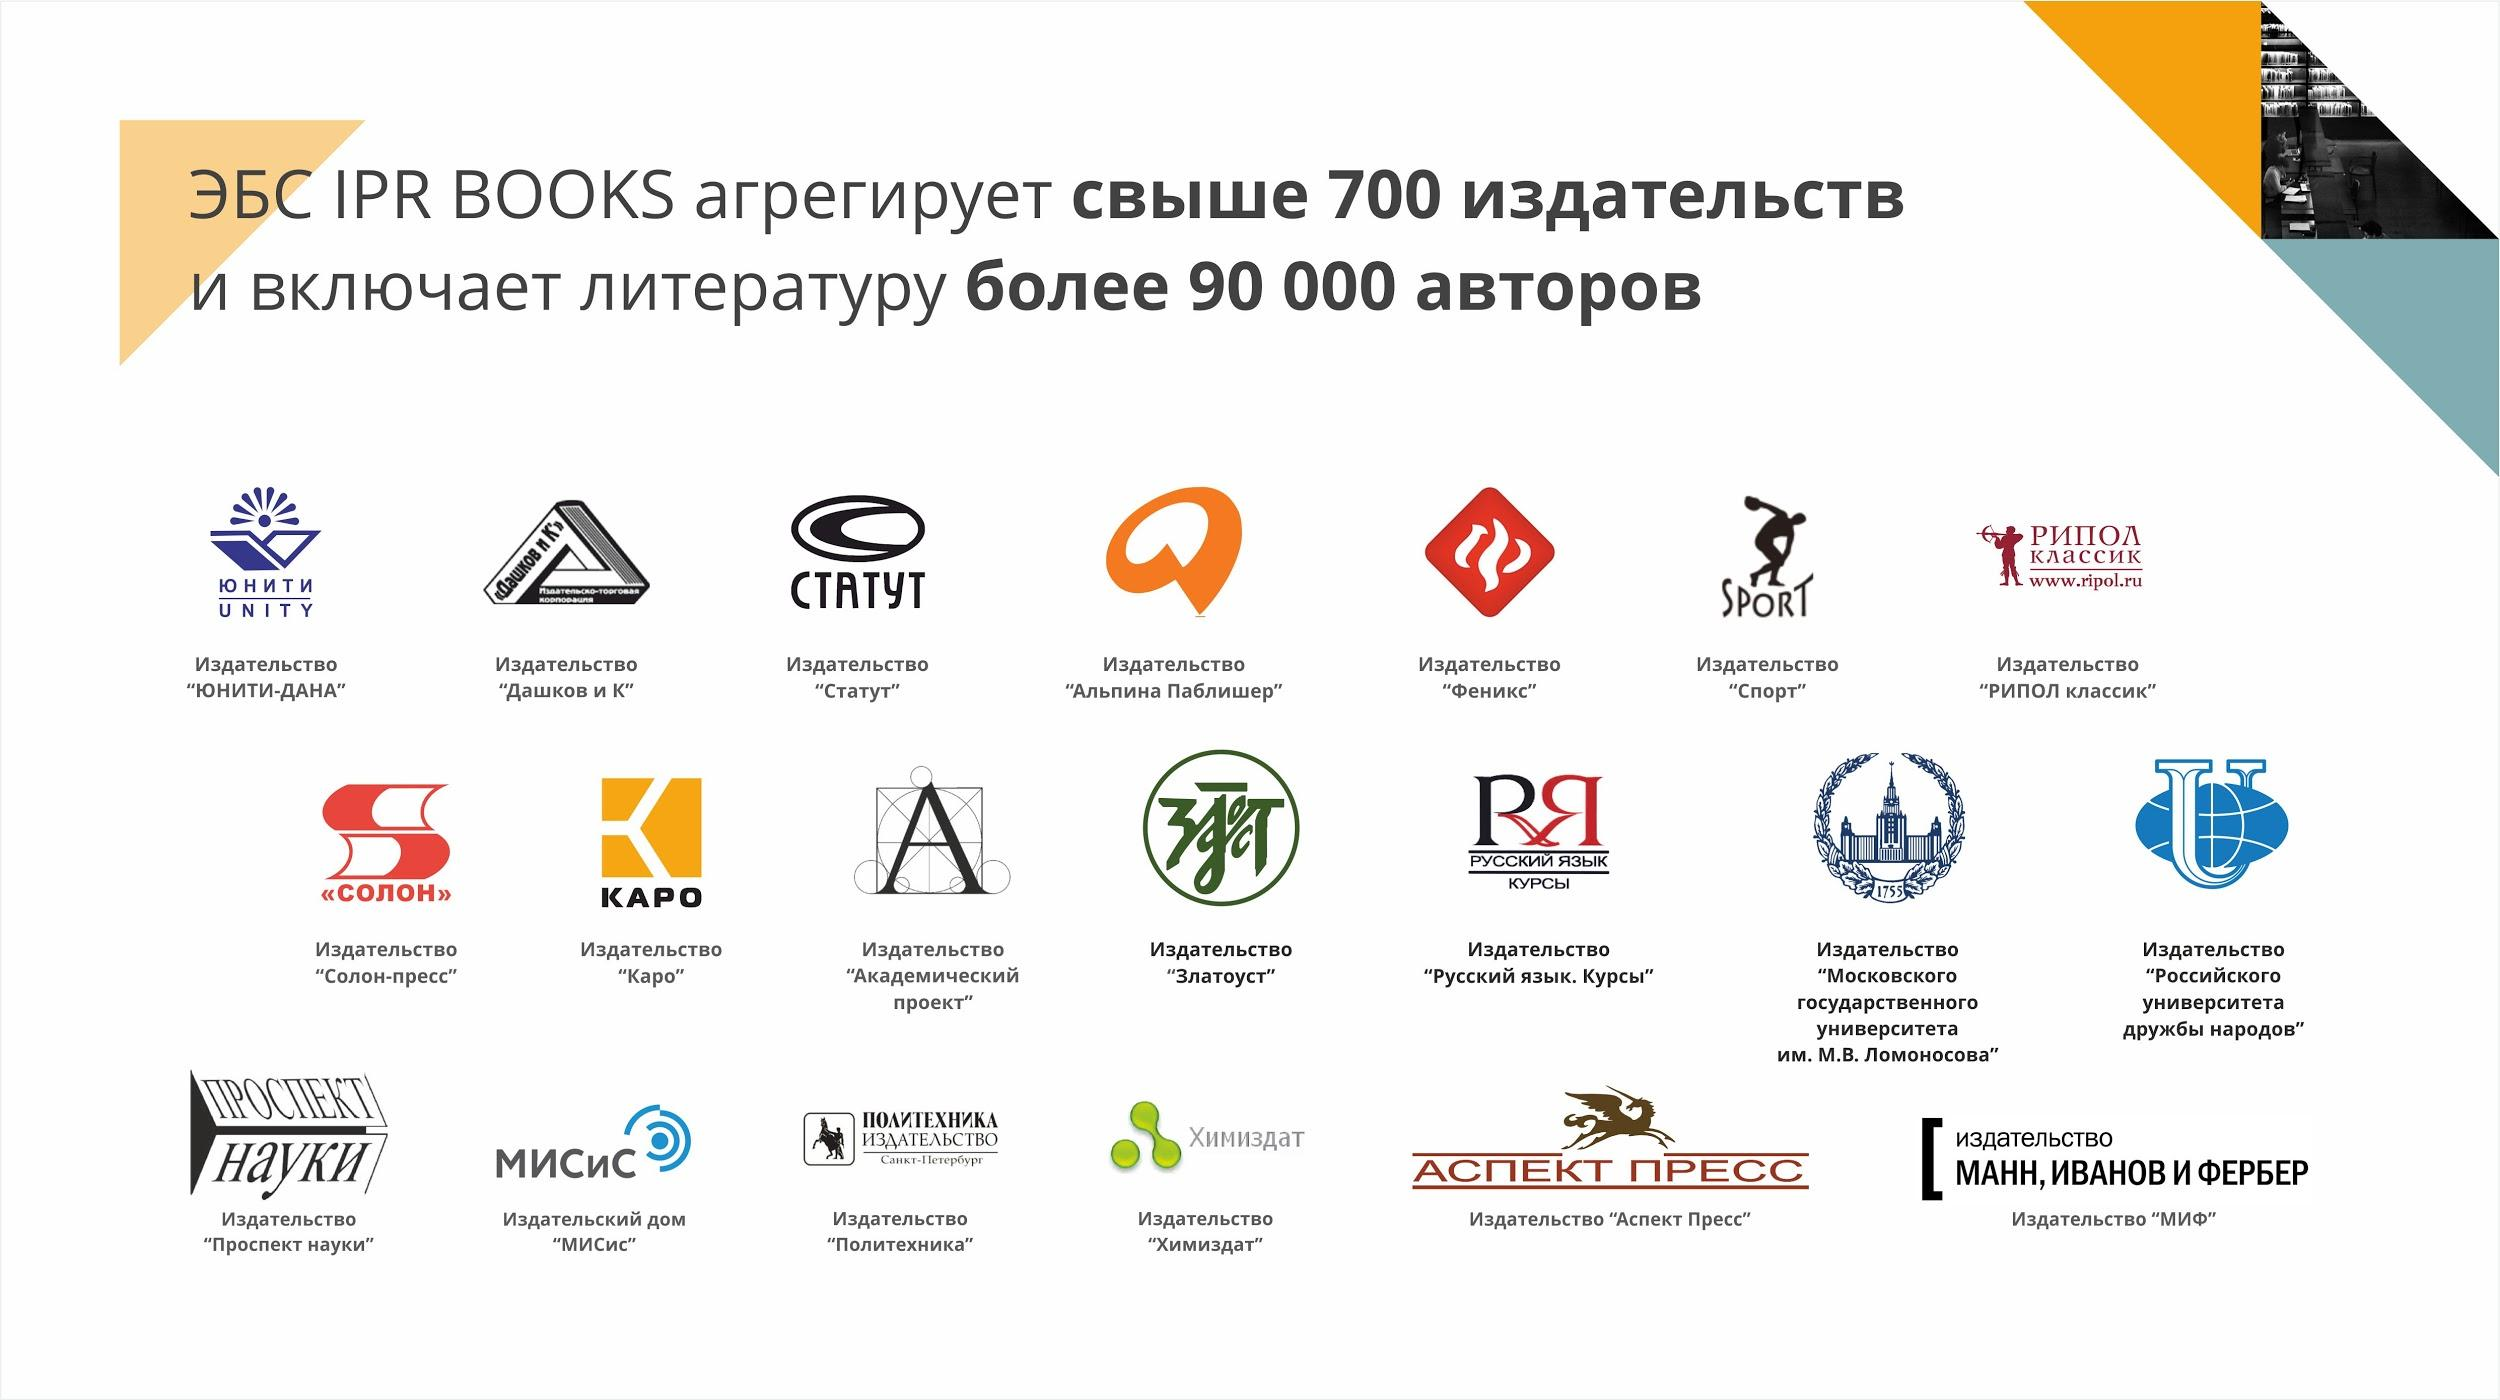 ЭБС IPR BOOKS агрегирует свыше 700 издательств
и включает литературу более 90 000 авторов
ЮНИТИ
UNITY
Издательство
“ЮНИТИ-ДАНА”
«Дашков и К°»
Издательско-торговая
корпорация
Издательство
“Дашков и К”
СТАТУТ
Издательство
“Статут”
Издательство
“Альпина Паблишер”
Издательство
“Феникс”
SPORT
Издательство
“Спорт”
РИПОЛ
КЛАССИК
www.ripol.ru
Издательство
“РИПОЛ классик”
«СОЛОН»
Издательство
“Солон-пресс”
КАРО
Издательство
“Каро”
А
Издательство
“Академический
проект”
Издательство
“Златоуст”
РЯ
РУССКИЙ ЯЗЫК
КУРСЫ
Издательство
“Русский язык. Курсы”
1755
Издательство
“Московского
государственного
университета
им. М.В. Ломоносова”
Издательство
“Российского
университета
дружбы народов”
ПРОСПЕКТ
НАУКИ
Издательство
“Проспект науки”
МИСиС
Издательский дом
“МИСис”
ПОЛИТЕХНИКА
ИЗДАТЕЛЬСТВО
Санкт-Петербург
Издательство
“Политехника”
Химиздат
Издательство
“Химиздат”
АСПЕКТ ПРЕСС
Издательство “Аспект Пресс”
издательство
МАНН, ИВАНОВ И ФЕРБЕР
Издательство “МИФ”